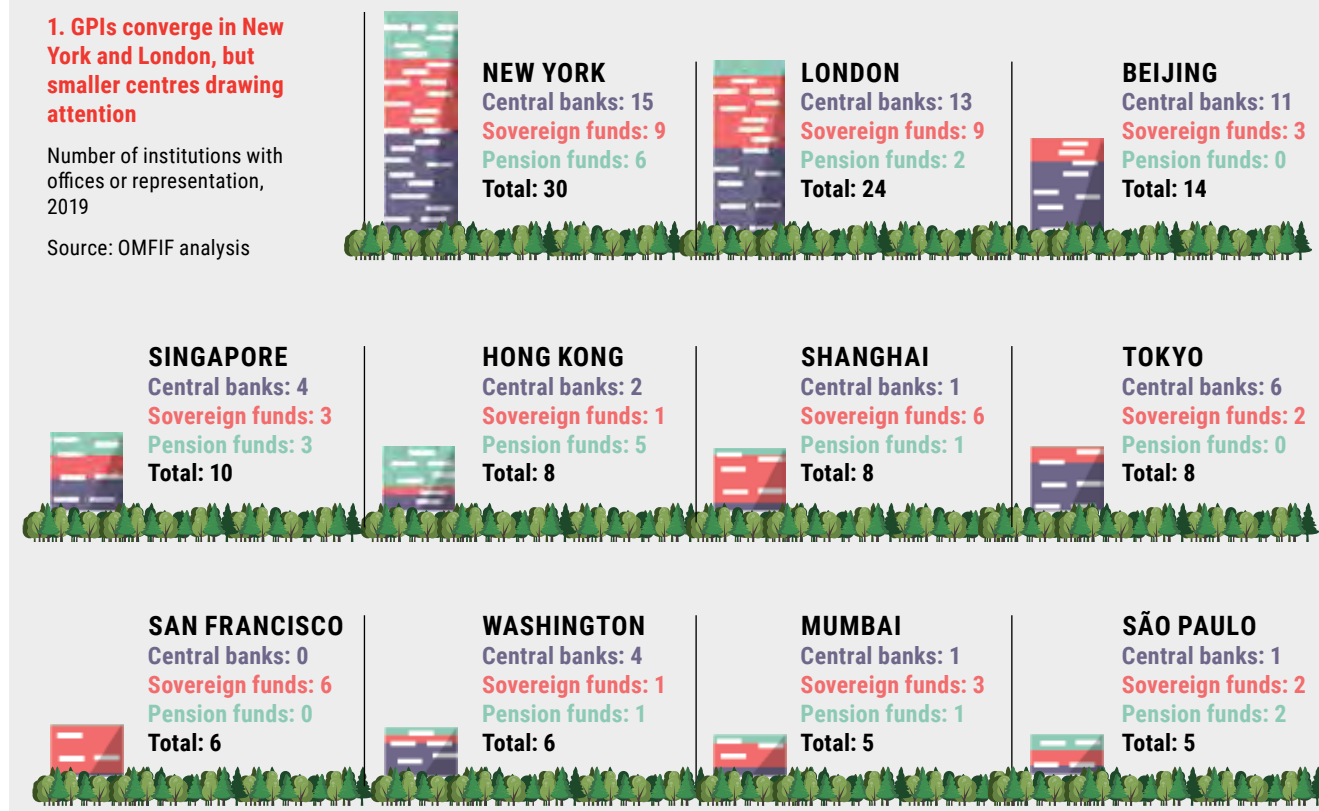 1. GPIs converge in New
York and London, but
smaller centres drawing
attention
Number of institutions with
offices or representation,
2019
Source: OMFIF analysis
NEW YORK
Central banks: 15
Sovereign funds: 9
Pension funds: 6
Total: 30
LONDON
Central banks: 13
Sovereign funds: 9
Pension funds: 2
Total: 24
BEIJING
Central banks: 11
Sovereign funds: 3
Pension funds: 0
Total: 14
SINGAPORE
Central banks: 4
Sovereign funds: 3
Pension funds: 3
Total: 10
HONG KONG
Central banks: 2
Sovereign funds: 1
Pension funds: 5
Total: 8
SHANGHAI
Central banks: 1
Sovereign funds: 6
Pension funds: 1
Total: 8
TOKYO
Central banks: 6
Sovereign funds: 2
Pension funds: 0
Total: 8
SAN FRANCISCO
Central banks: 0
Sovereign funds: 6
Pension funds: 0
Total: 6
WASHINGTON
Central banks: 4
Sovereign funds: 1
Pension funds: 1
Total: 6
MUMBAI
Central banks: 1
Sovereign funds: 3
Pension funds: 1
Total: 5
SÃO PAULO
Central banks: 1
Sovereign funds: 2
Pension funds: 2
Total: 5